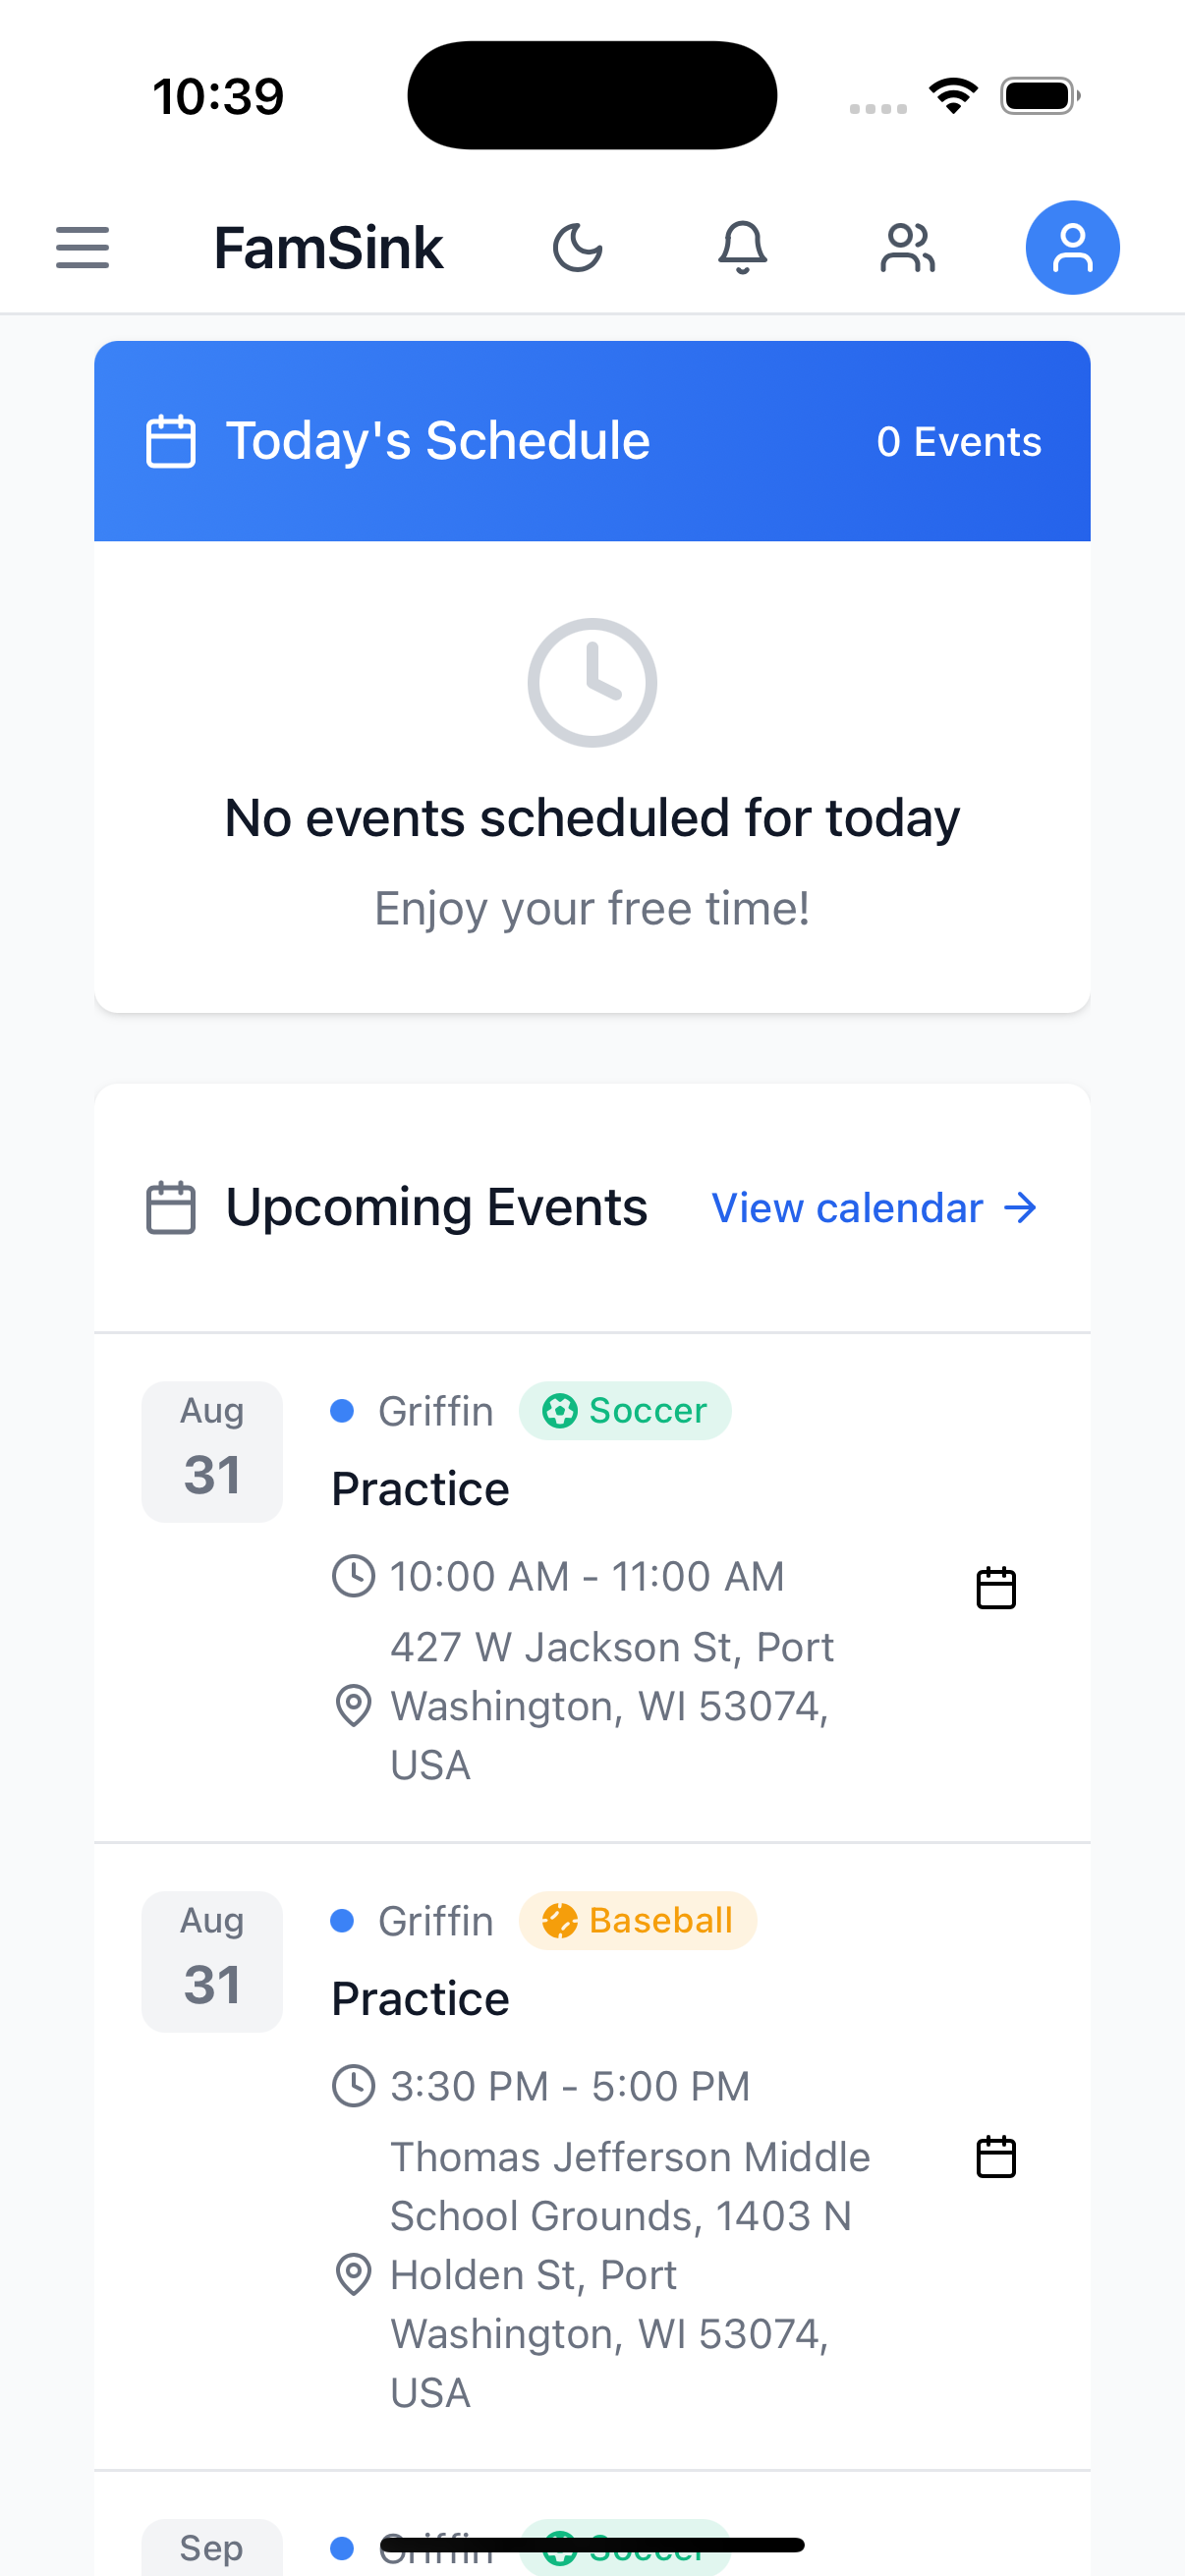 10:39
FamSink
Today's Schedule
0 Events
No events scheduled for today
Enjoy your free time!
Upcoming Events
View calendar
Aug
31
Griffin
Soccer
Practice
10:00 AM - 11:00 AM
427 W Jackson St, Port
Washington, WI 53074,
USA
Aug
31
Griffin
Baseball
Practice
3:30 PM - 5:00 PM
Thomas Jefferson Middle
School Grounds, 1403 N
Holden St, Port
Washington, WI 53074,
USA
Sep
Griffin
Soccer